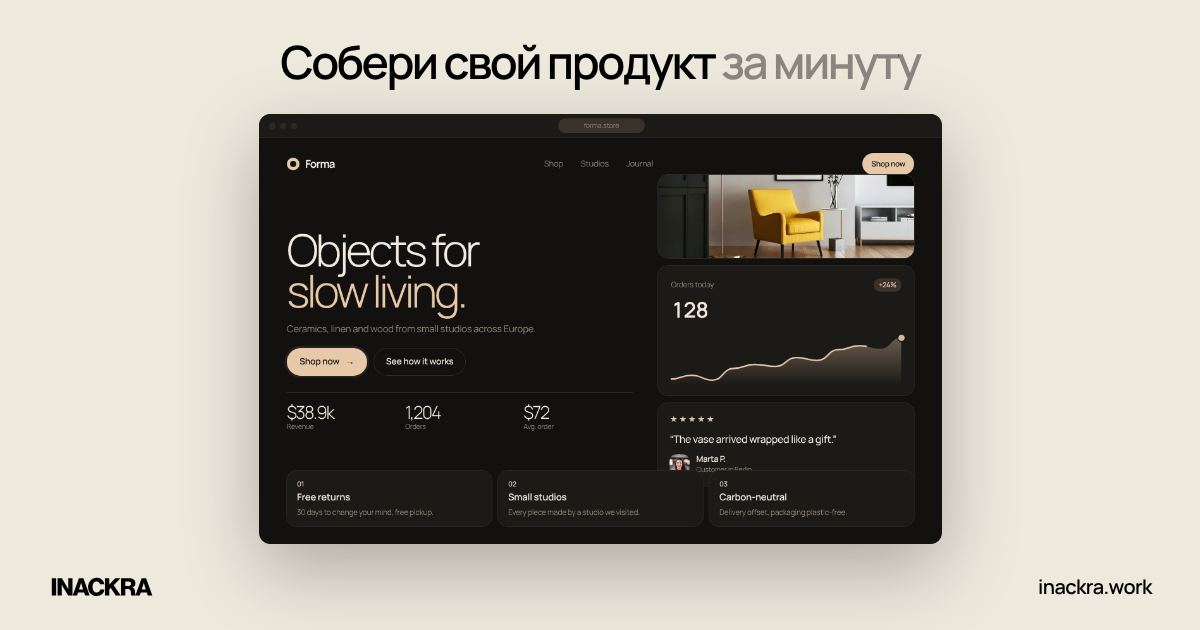 Собери свой продукт за минуту
forma.store
Forma
Shop
Studios
Journal
Shop now
Objects for
slow living.
Ceramics, linen and wood from small studios across Europe.
Shop now →
See how it works
$38.9k
Revenue
1,204
Orders
$72
Avg. order
Orders today
+24%
128
★★★★★
“The vase arrived wrapped like a gift.”
Marta P.
Customer in Berlin
01
Free returns
30 days to change your mind, free pickup.
02
Small studios
Every piece made by a studio we visited.
03
Carbon-neutral
Delivery offset, packaging plastic-free.
INACKRA
inackra.work